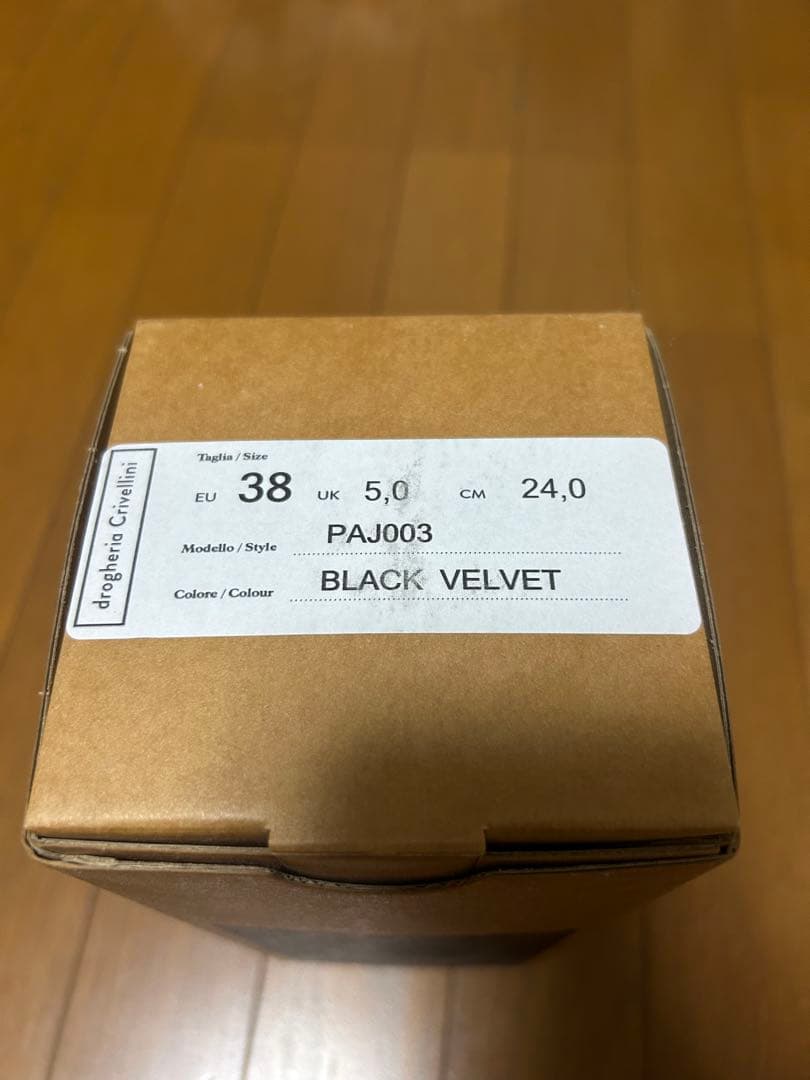 drogheria Crivellini
Taglia / Size
EU 38 UK 5,0 CM 24,0
Modello / Style PAJ003
Colore / Colour BLACK VELVET